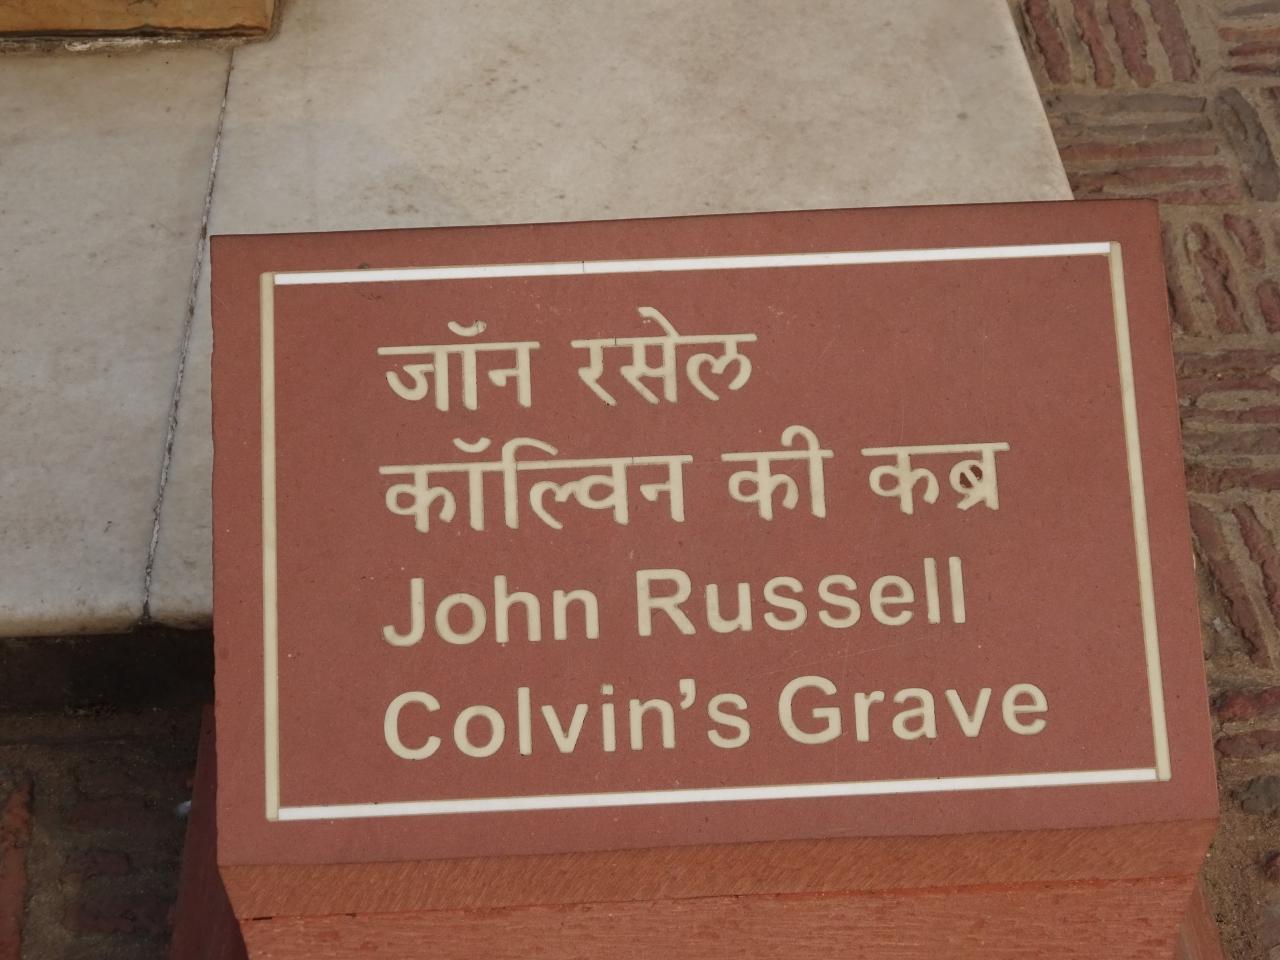 जॉन रसेल
कॉल्विन की कब्र
John Russell
Colvin’s Grave